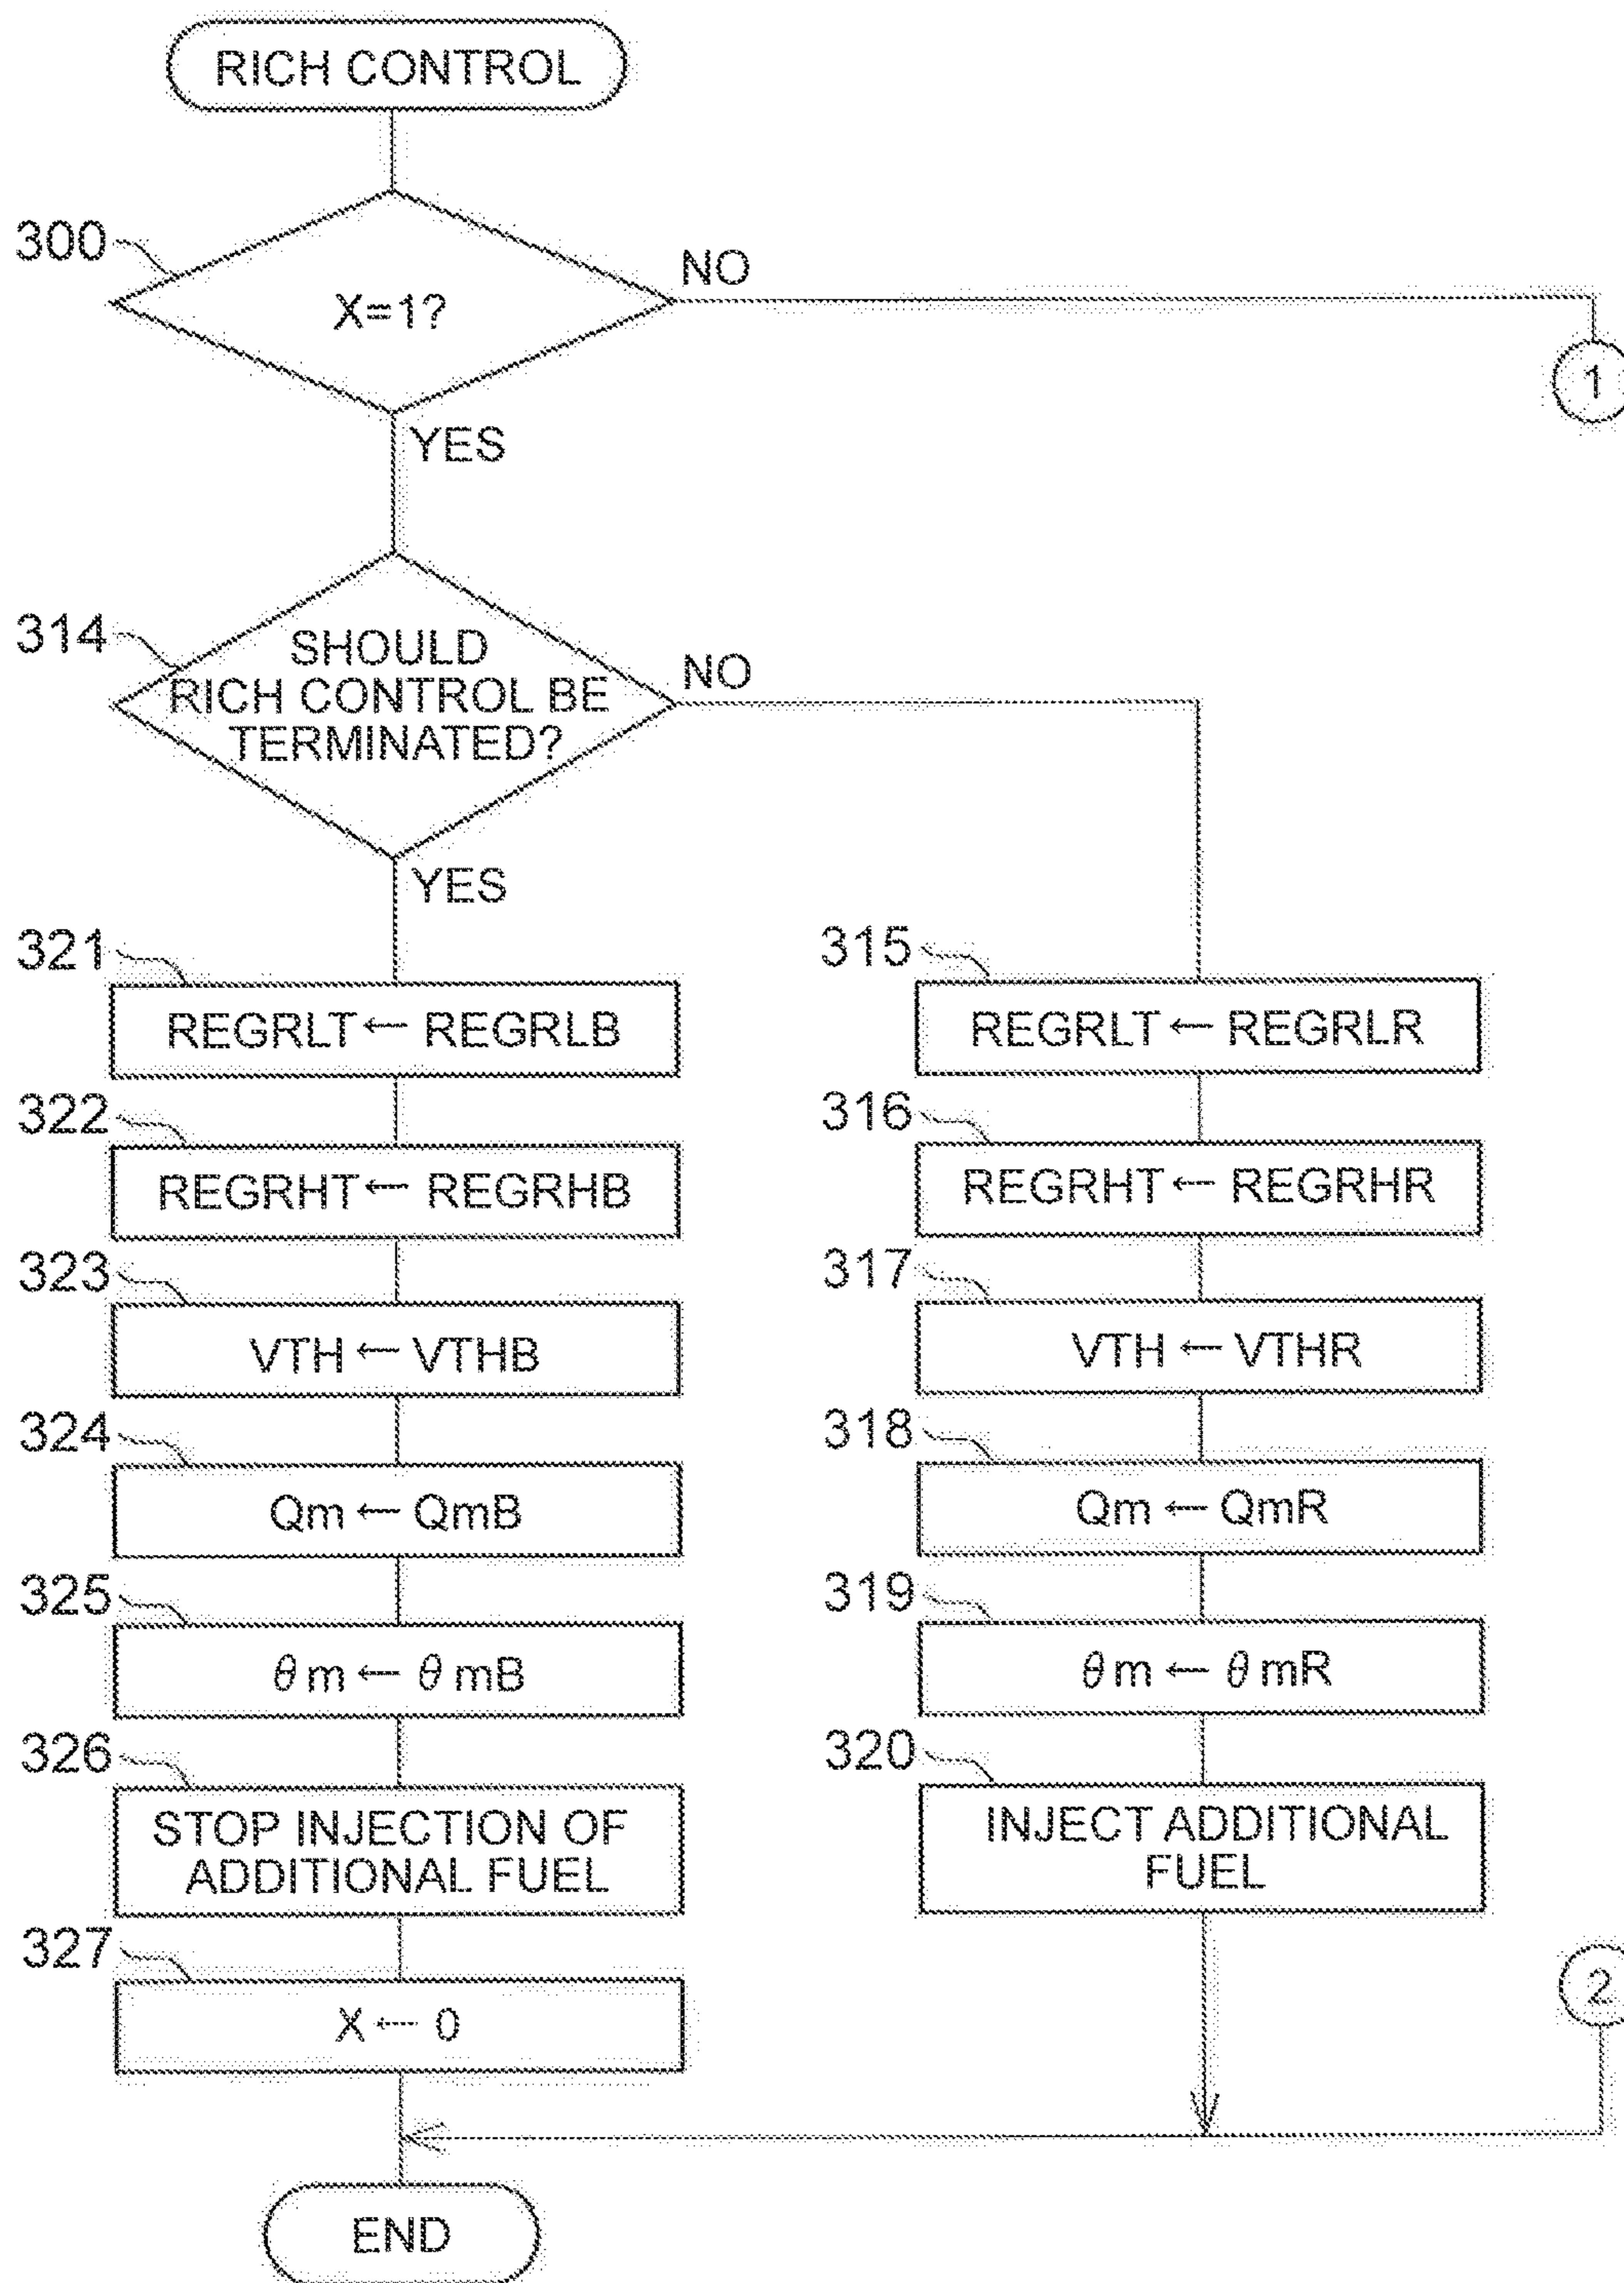 RICH CONTROL
300
X=1?
NO
1
YES
314
SHOULD
RICH CONTROL BE
TERMINATED?
NO
YES
321
REGRLT ← REGRLB
322
REGRHT ← REGRHB
323
VTH ← VTHB
324
Qm ← QmB
325
θm ← θmB
326
STOP INJECTION OF
ADDITIONAL FUEL
327
X ← 0
315
REGRLT ← REGRLR
316
REGRHT ← REGRHR
317
VTH ← VTHR
318
Qm ← QmR
319
θm ← θmR
320
INJECT ADDITIONAL
FUEL
2
END